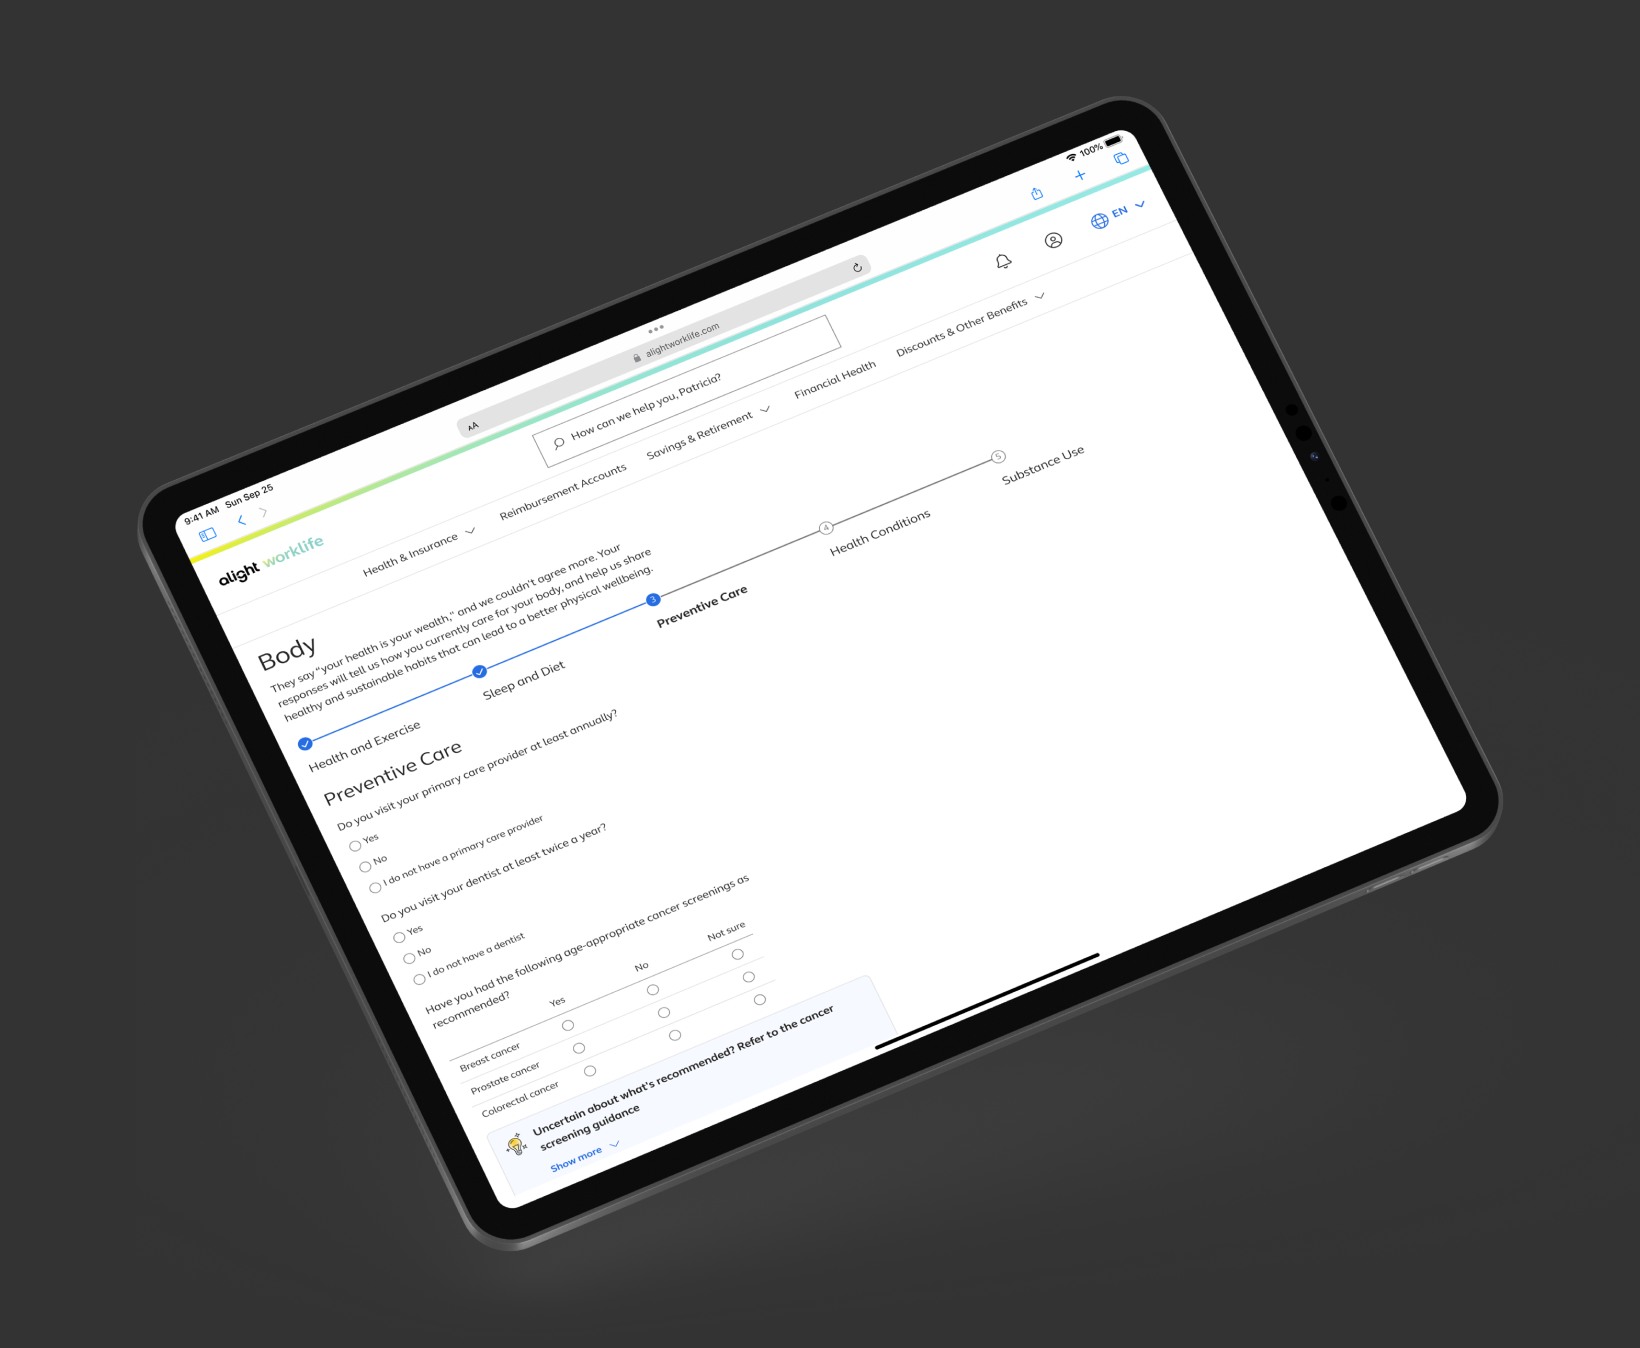 9:41 AM Sun Sep 25
100%
AA
alightworklife.com
alight worklife
How can we help you, Patricia?
EN
Health & Insurance
Reimbursement Accounts
Savings & Retirement
Financial Health
Discounts & Other Benefits
Body
They say "your health is your wealth," and we couldn't agree more. Your
responses will tell us how you currently care for your body, and help us share
healthy and sustainable habits that can lead to a better physical wellbeing.
Health and Exercise
Sleep and Diet
3
Preventive Care
4
Health Conditions
5
Substance Use
Preventive Care
Do you visit your primary care provider at least annually?
Yes
No
I do not have a primary care provider
Do you visit your dentist at least twice a year?
Yes
No
I do not have a dentist
Have you had the following age-appropriate cancer screenings as
recommended?
Yes No Not sure
Breast cancer
Prostate cancer
Colorectal cancer
Uncertain about what's recommended? Refer to the cancer
screening guidance
Show more